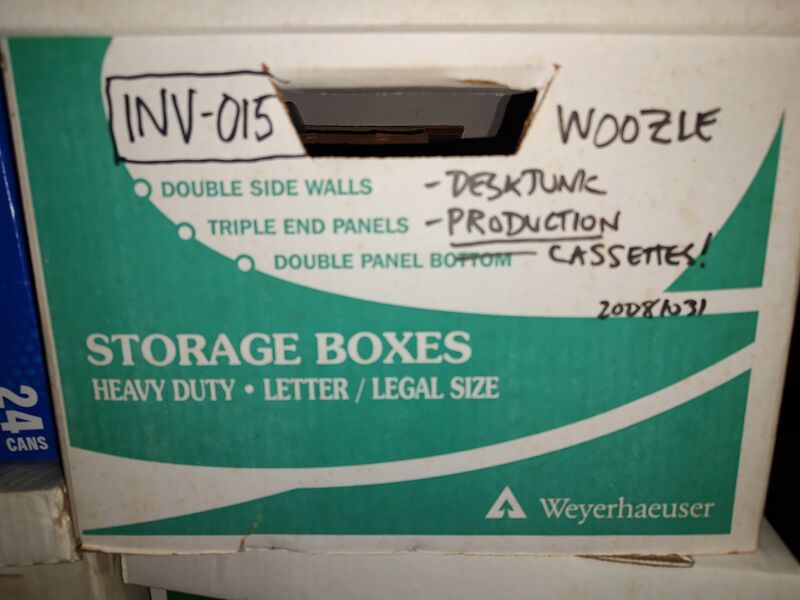 INV-015
WOOZLE
DOUBLE SIDE WALLS
- DESKJUNK
TRIPLE END PANELS
- PRODUCTION
DOUBLE PANEL BOTTOM
CASSETTES!
20081031
STORAGE BOXES
HEAVY DUTY • LETTER / LEGAL SIZE
24
CANS
Weyerhaeuser